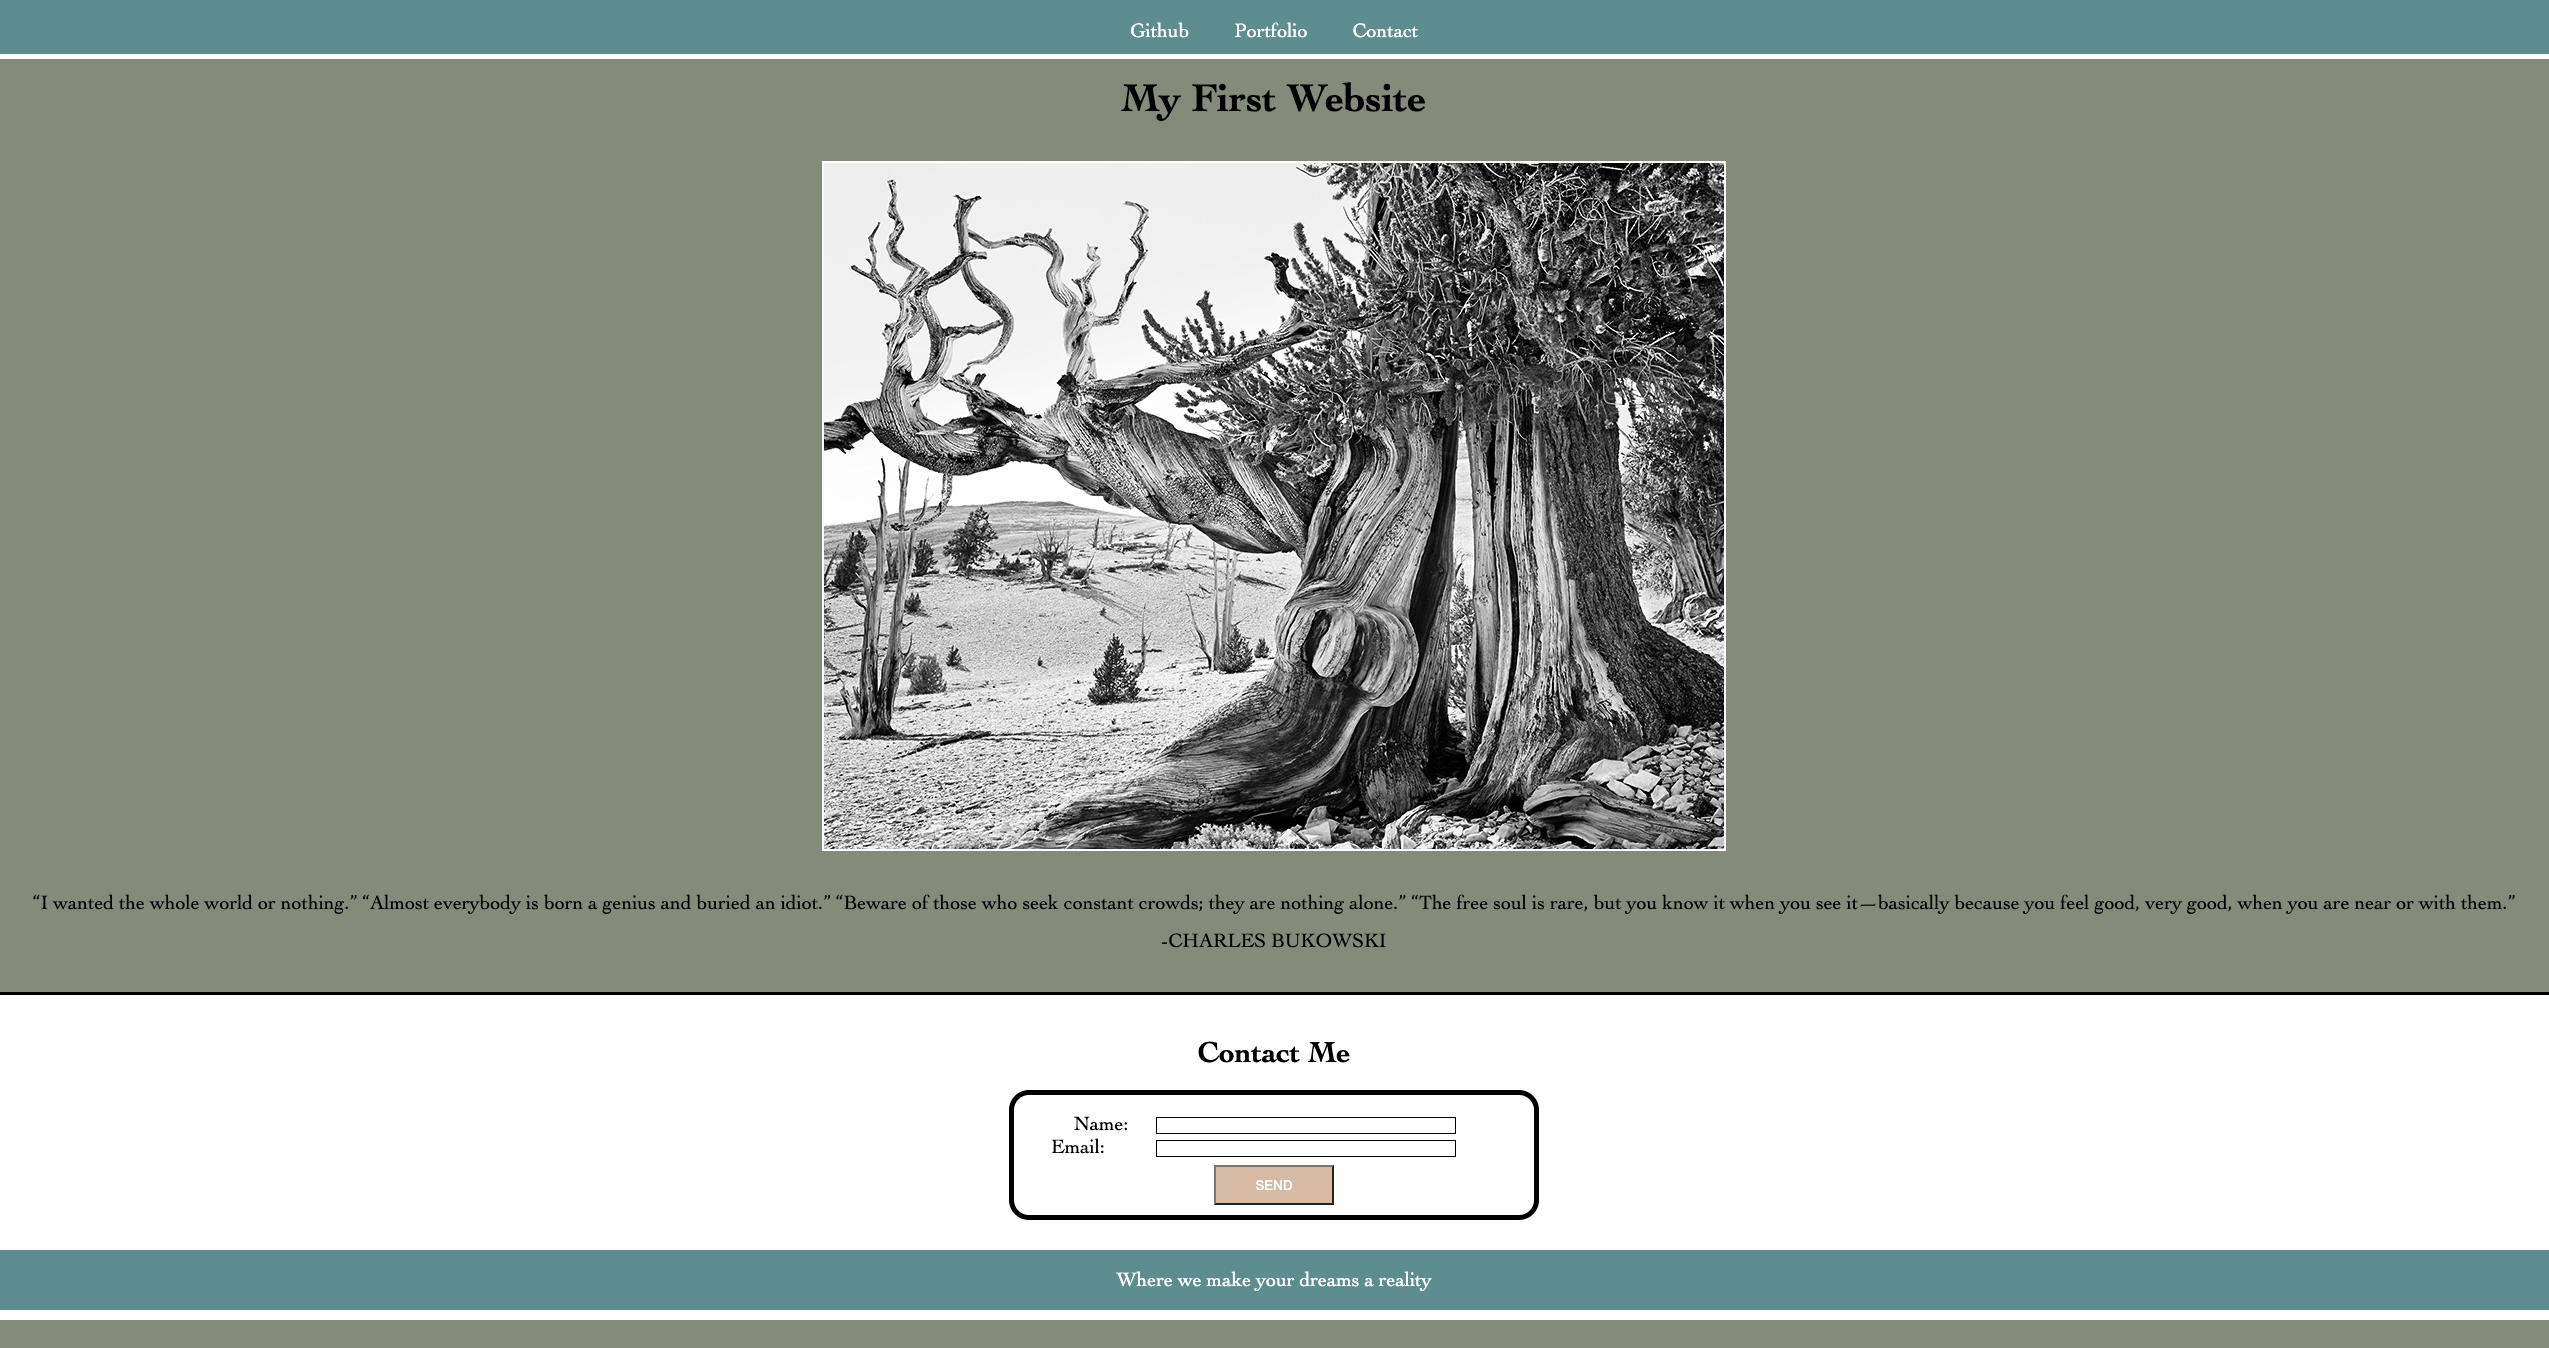 Github Portfolio Contact
My First Website
“I wanted the whole world or nothing.” “Almost everybody is born a genius and buried an idiot.” “Beware of those who seek constant crowds; they are nothing alone.” “The free soul is rare, but you know it when you see it—basically because you feel good, very good, when you are near or with them.”
-CHARLES BUKOWSKI
Contact Me
Name:
Email:
SEND
Where we make your dreams a reality